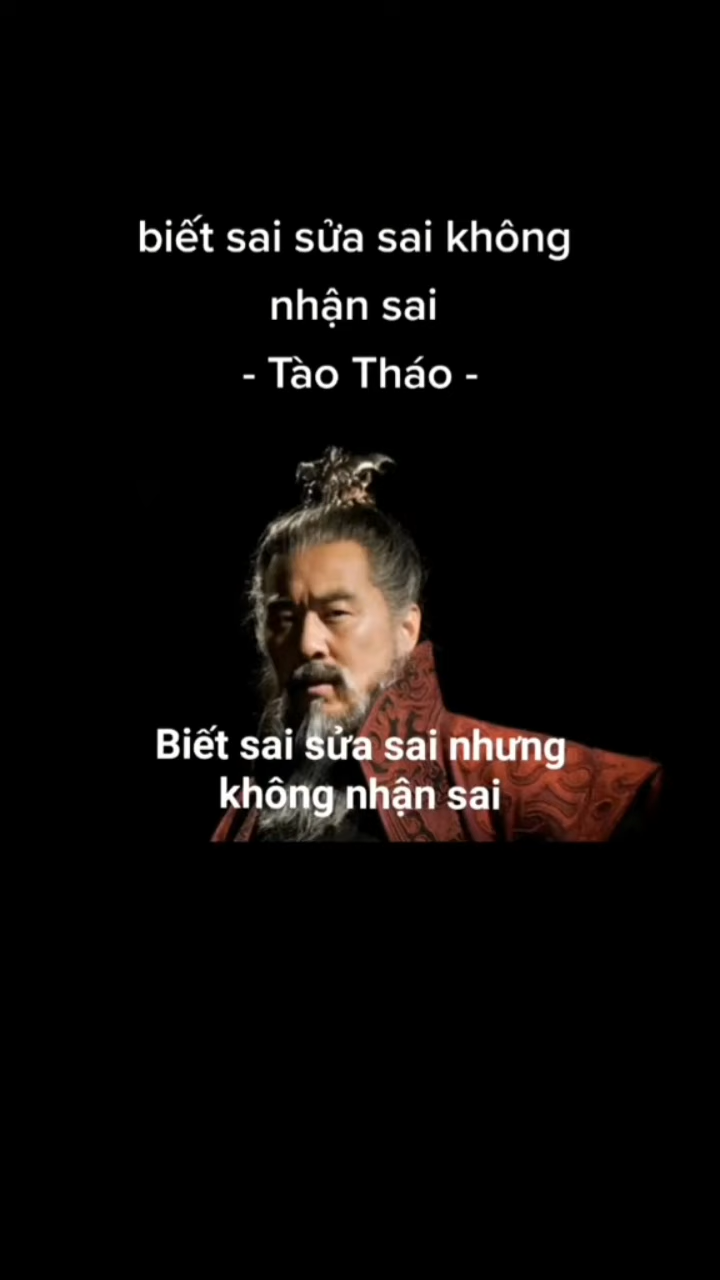 biết sai sửa sai không
nhận sai
- Tào Tháo -
Biết sai sửa sai nhưng
không nhận sai